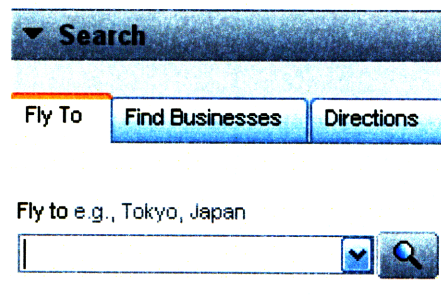 Search
Fly To Find Businesses Directions
Fly to e.g., Tokyo, Japan